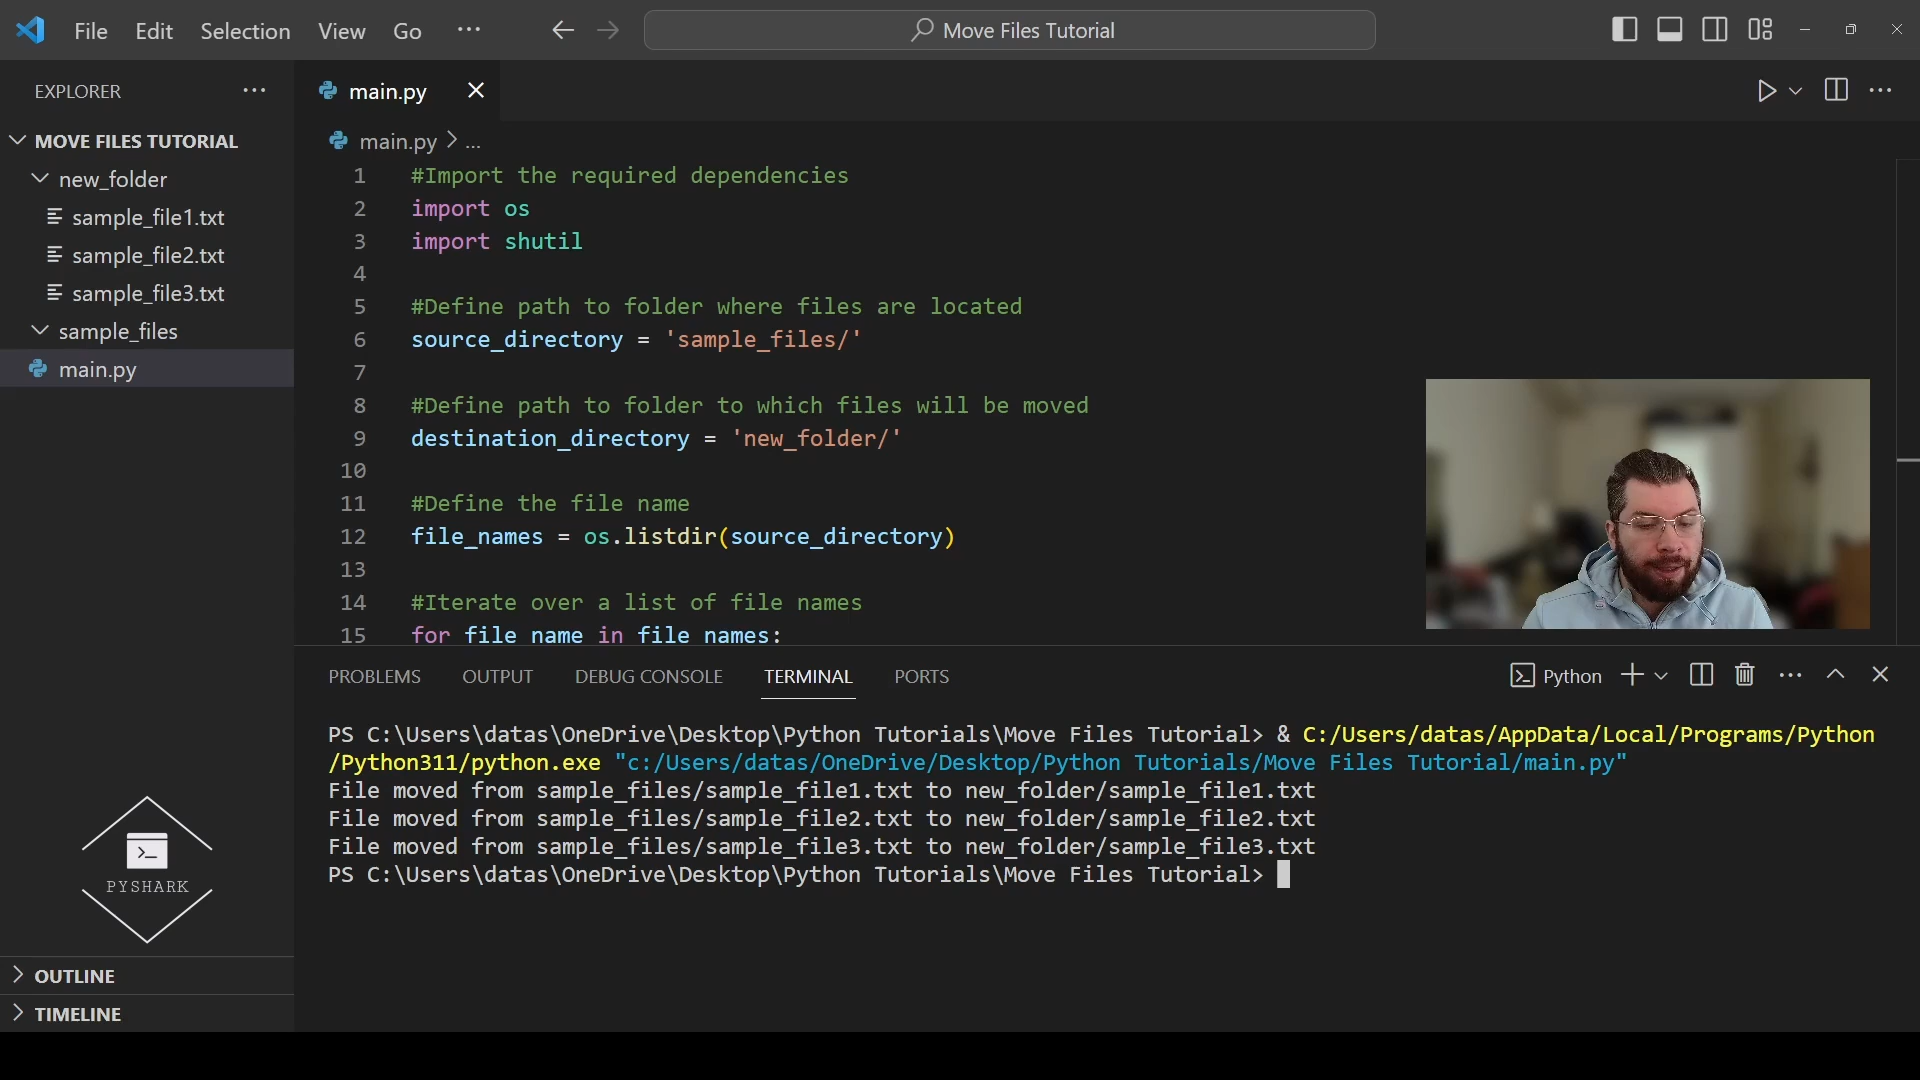 File Edit Selection View Go ... Move Files Tutorial
EXPLORER ...
MOVE FILES TUTORIAL
new_folder
sample_file1.txt
sample_file2.txt
sample_file3.txt
sample_files
main.py
PYSHARK
OUTLINE
TIMELINE
main.py
main.py > ...
1 #Import the required dependencies
2 import os
3 import shutil
4
5 #Define path to folder where files are located
6 source_directory = 'sample_files/'
7
8 #Define path to folder to which files will be moved
9 destination_directory = 'new_folder/'
10
11 #Define the file name
12 file_names = os.listdir(source_directory)
13
14 #Iterate over a list of file names
15 for file_name in file_names:
PROBLEMS OUTPUT DEBUG CONSOLE TERMINAL PORTS Python
PS C:\Users\datas\OneDrive\Desktop\Python Tutorials\Move Files Tutorial> & C:/Users/datas/AppData/Local/Programs/Python
/Python311/python.exe "c:/Users/datas/OneDrive/Desktop/Python Tutorials/Move Files Tutorial/main.py"
File moved from sample_files/sample_file1.txt to new_folder/sample_file1.txt
File moved from sample_files/sample_file2.txt to new_folder/sample_file2.txt
File moved from sample_files/sample_file3.txt to new_folder/sample_file3.txt
PS C:\Users\datas\OneDrive\Desktop\Python Tutorials\Move Files Tutorial>